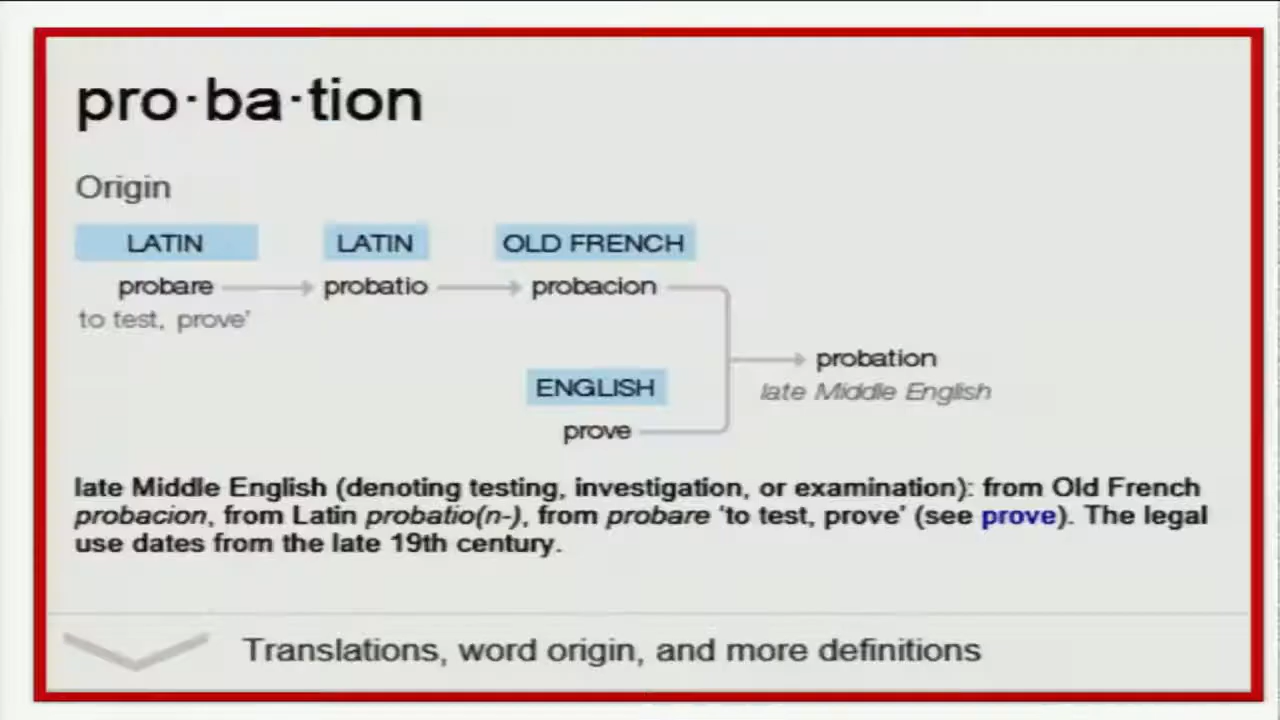 pro·ba·tion
Origin
LATIN LATIN OLD FRENCH
probare probatio probacion
to test, prove'
probation
ENGLISH
late Middle English
prove
late Middle English (denoting testing, investigation, or examination): from Old French
probacion, from Latin probatio(n-), from probare ‘to test, prove’ (see prove). The legal
use dates from the late 19th century.
Translations, word origin, and more definitions